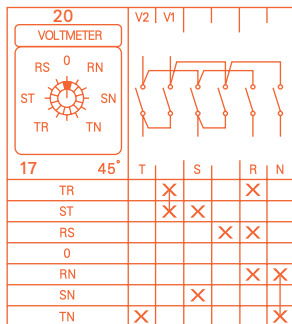 20 V2 V1
VOLTMETER
0
RS RN
ST SN
TR TN
17 45° T S R N
TR X X
ST X X
RS X X
0
RN X X
SN X
TN X X